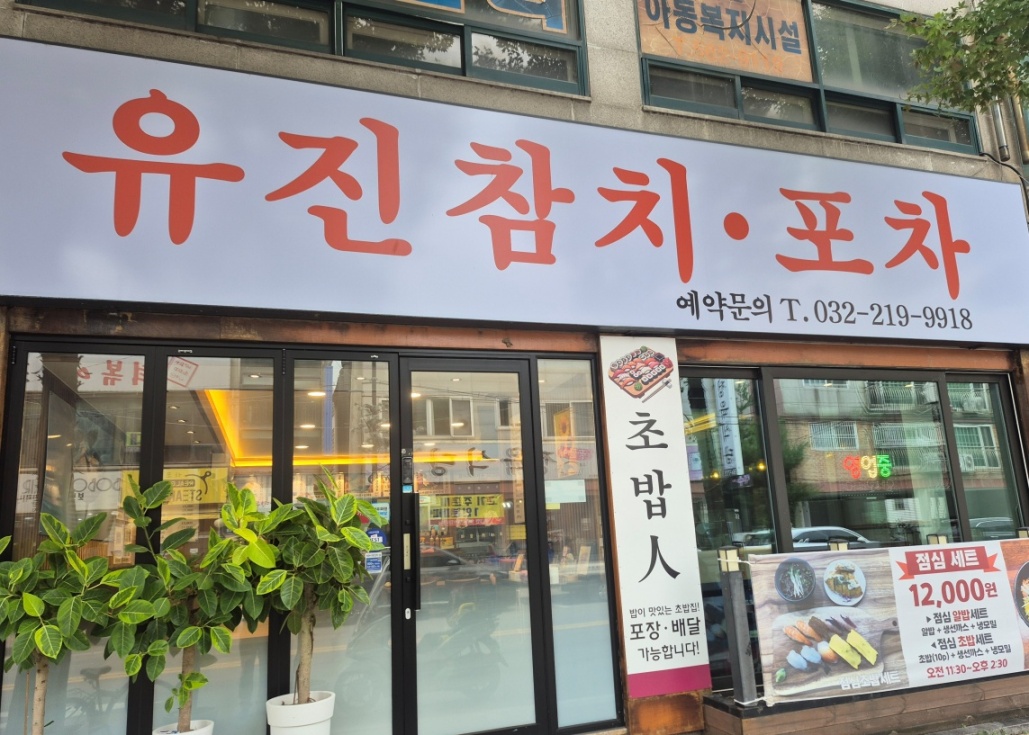 아동복지시설
유진참치·포차
예약문의 T. 032-219-9918
초밥人
밥이 맛있는 초밥집!
포장·배달
가능합니다!
영업중
점심 세트
12,000원
점심 알밥세트
알밥 + 생선까스 + 냉모밀
점심 초밥세트
초밥(10p) + 생선까스 + 냉모밀
오전 11:30~오후 2:30